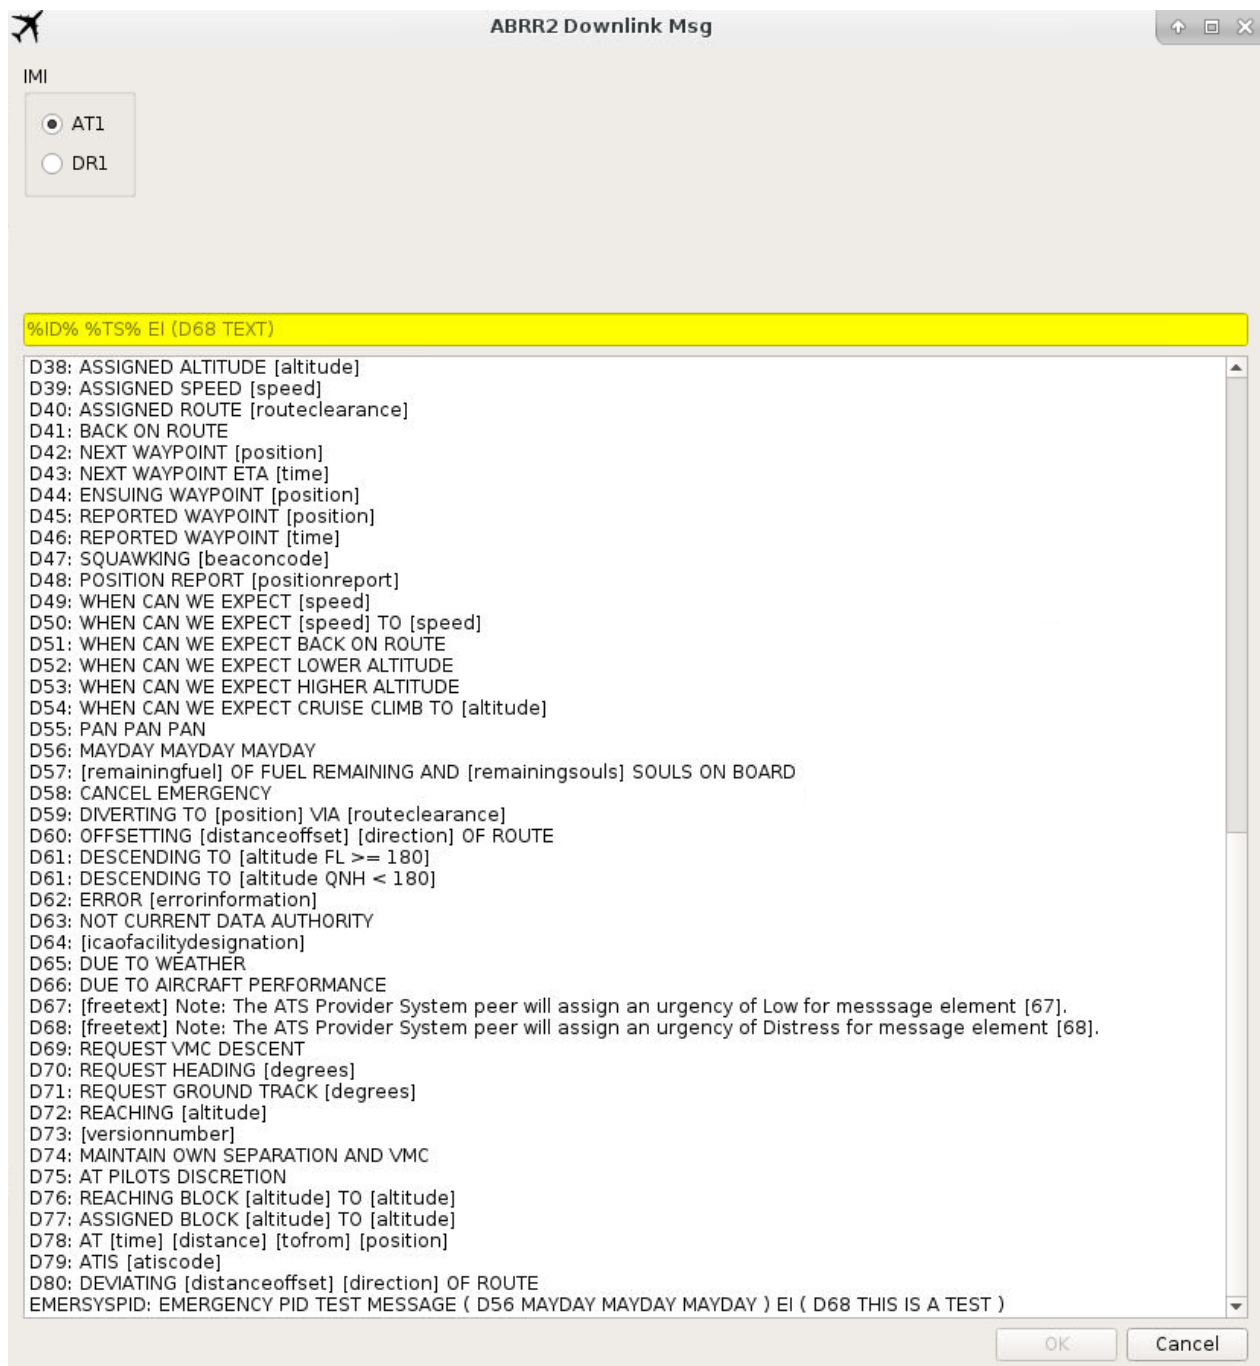 ABRR2 Downlink Msg
IMI
AT1
DR1
%ID% %TS% EI (D68 TEXT)
D38: ASSIGNED ALTITUDE [altitude]
D39: ASSIGNED SPEED [speed]
D40: ASSIGNED ROUTE [routeclearance]
D41: BACK ON ROUTE
D42: NEXT WAYPOINT [position]
D43: NEXT WAYPOINT ETA [time]
D44: ENSUING WAYPOINT [position]
D45: REPORTED WAYPOINT [position]
D46: REPORTED WAYPOINT [time]
D47: SQUAWKING [beaconcode]
D48: POSITION REPORT [positionreport]
D49: WHEN CAN WE EXPECT [speed]
D50: WHEN CAN WE EXPECT [speed] TO [speed]
D51: WHEN CAN WE EXPECT BACK ON ROUTE
D52: WHEN CAN WE EXPECT LOWER ALTITUDE
D53: WHEN CAN WE EXPECT HIGHER ALTITUDE
D54: WHEN CAN WE EXPECT CRUISE CLIMB TO [altitude]
D55: PAN PAN PAN
D56: MAYDAY MAYDAY MAYDAY
D57: [remainingfuel] OF FUEL REMAINING AND [remainingsouls] SOULS ON BOARD
D58: CANCEL EMERGENCY
D59: DIVERTING TO [position] VIA [routeclearance]
D60: OFFSETTING [distanceoffset] [direction] OF ROUTE
D61: DESCENDING TO [altitude FL >= 180]
D61: DESCENDING TO [altitude QNH < 180]
D62: ERROR [errorinformation]
D63: NOT CURRENT DATA AUTHORITY
D64: [icaofacilitydesignation]
D65: DUE TO WEATHER
D66: DUE TO AIRCRAFT PERFORMANCE
D67: [freetext] Note: The ATS Provider System peer will assign an urgency of Low for messsage element [67].
D68: [freetext] Note: The ATS Provider System peer will assign an urgency of Distress for message element [68].
D69: REQUEST VMC DESCENT
D70: REQUEST HEADING [degrees]
D71: REQUEST GROUND TRACK [degrees]
D72: REACHING [altitude]
D73: [versionnumber]
D74: MAINTAIN OWN SEPARATION AND VMC
D75: AT PILOTS DISCRETION
D76: REACHING BLOCK [altitude] TO [altitude]
D77: ASSIGNED BLOCK [altitude] TO [altitude]
D78: AT [time] [distance] [tofrom] [position]
D79: ATIS [atiscode]
D80: DEVIATING [distanceoffset] [direction] OF ROUTE
EMERSYSPID: EMERGENCY PID TEST MESSAGE ( D56 MAYDAY MAYDAY MAYDAY ) EI ( D68 THIS IS A TEST )
OK
Cancel